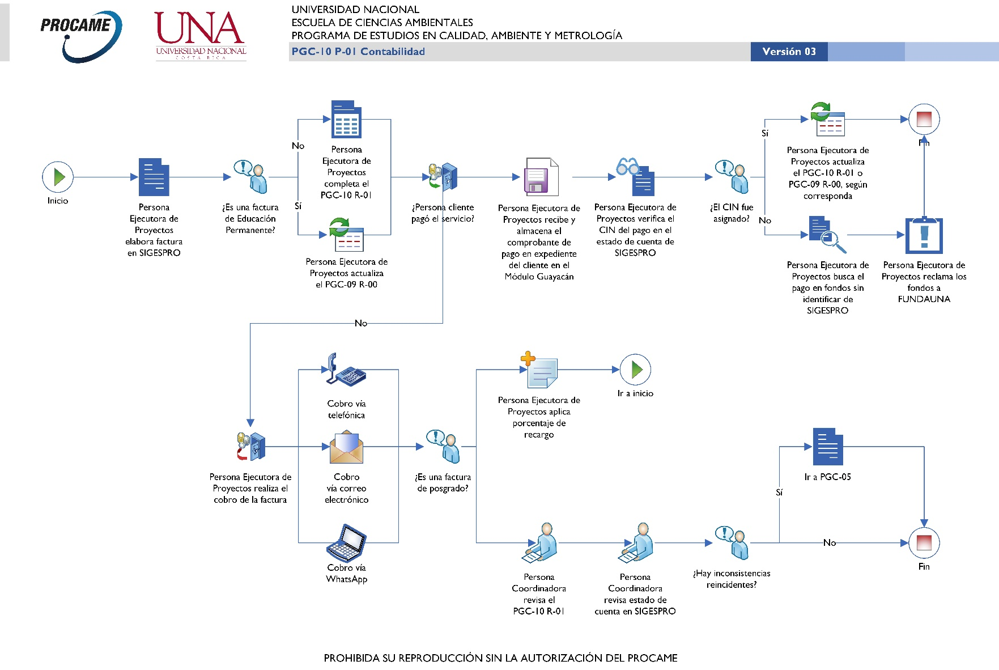 PROCAME
UNA
UNIVERSIDAD NACIONAL
COSTA RICA
UNIVERSIDAD NACIONAL
ESCUELA DE CIENCIAS AMBIENTALES
PROGRAMA DE ESTUDIOS EN CALIDAD, AMBIENTE Y METROLOGÍA
PGC-10 P-01 Contabilidad
Versión 03
Inicio
Persona
Ejecutora de
Proyectos
elabora factura
en SIGESPRO
¿Es una factura
de Educación
Permanente?
No
Persona
Ejecutora de
Proyectos
completa el
PGC-10 R-01
Sí
Persona Ejecutora de
Proyectos actualiza
el PGC-09 R-00
¿Persona cliente
pagó el servicio?
Persona Ejecutora de
Proyectos recibe y
almacena el
comprobante de
pago en expediente
del cliente en el
Módulo Guayacán
Persona Ejecutora de
Proyectos verifica el
CIN del pago en el
estado de cuenta de
SIGESPRO
¿El CIN fue
asignado?
Sí
Persona Ejecutora de
Proyectos actualiza
el PGC-10 R-01 o
PGC-09 R-00, según
corresponda
Fin
No
Persona Ejecutora de
Proyectos busca el
pago en fondos sin
identificar de
SIGESPRO
Persona Ejecutora de
Proyectos reclama los
fondos a
FUNDAUNA
No
Persona Ejecutora de
Proyectos realiza el
cobro de la factura
Cobro vía
telefónica
Cobro
vía correo
electrónico
Cobro vía
WhatsApp
¿Es una factura
de posgrado?
Persona Ejecutora de
Proyectos aplica
porcentaje de
recargo
Ir a inicio
Persona
Coordinadora
revisa el
PGC-10 R-01
Persona
Coordinadora
revisa estado de
cuenta en SIGESPRO
¿Hay inconsistencias
reincidentes?
Sí
Ir a PGC-05
No
Fin
PROHIBIDA SU REPRODUCCIÓN SIN LA AUTORIZACIÓN DEL PROCAME